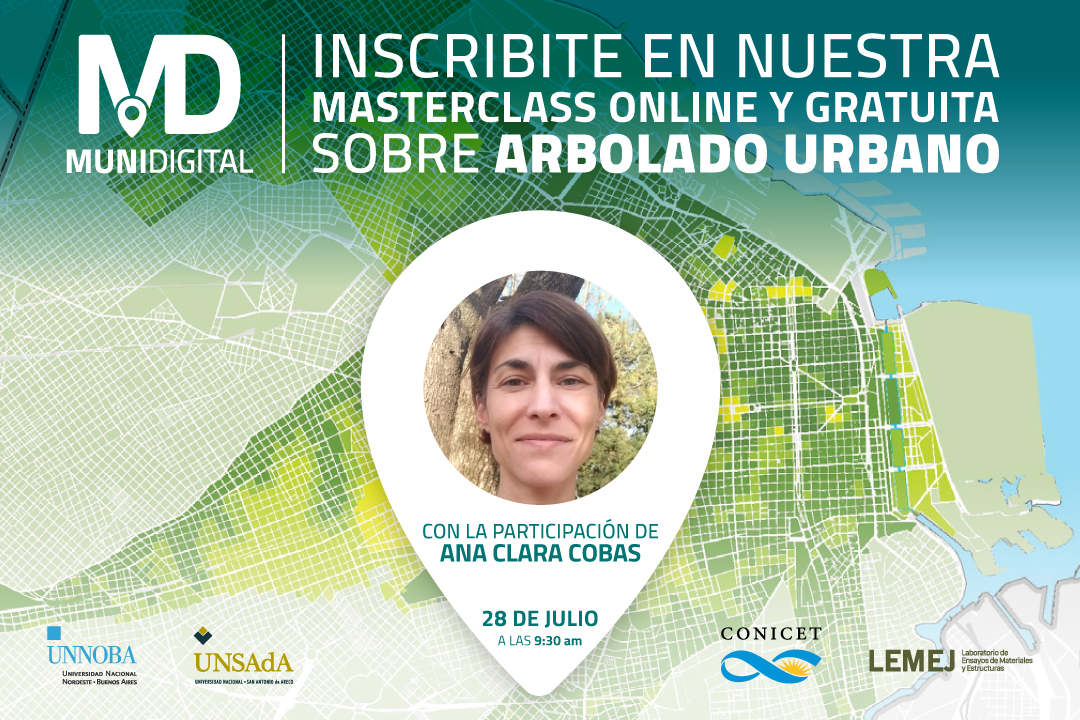 MD
MUNIDIGITAL
INSCRIBITE EN NUESTRA
MASTERCLASS ONLINE Y GRATUITA
SOBRE ARBOLADO URBANO
CON LA PARTICIPACIÓN DE
ANA CLARA COBAS
28 DE JULIO
A LAS 9:30 am
UNNOBA
UNIVERSIDAD NACIONAL
NOROESTE • BUENOS AIRES
UNSAdA
UNIVERSIDAD NACIONAL • SAN ANTONIO de ARECO
CONICET
LEMEJ
Laboratorio de
Ensayos de Materiales
y Estructuras